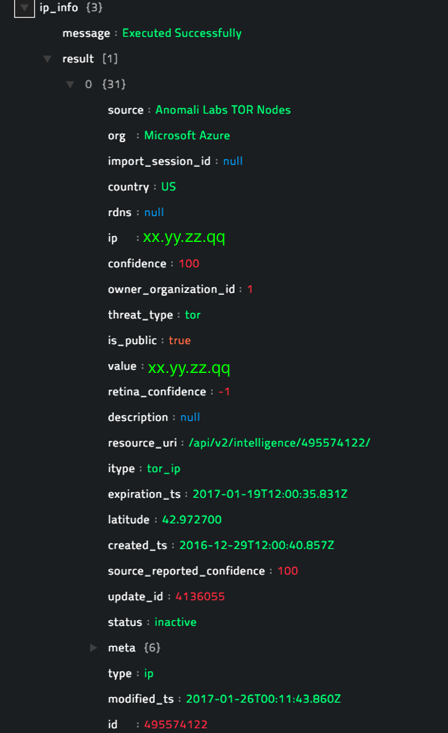 ip_info {3}
message : Executed Successfully
result [1]
0 {31}
source : Anomali Labs TOR Nodes
org : Microsoft Azure
import_session_id : null
country : US
rdns : null
ip : xx.yy.zz.qq
confidence : 100
owner_organization_id : 1
threat_type : tor
is_public : true
value : xx.yy.zz.qq
retina_confidence : -1
description : null
resource_uri : /api/v2/intelligence/495574122/
itype : tor_ip
expiration_ts : 2017-01-19T12:00:35.831Z
latitude : 42.972700
created_ts : 2016-12-29T12:00:40.857Z
source_reported_confidence : 100
update_id : 4136055
status : inactive
meta {6}
type : ip
modified_ts : 2017-01-26T00:11:43.860Z
id : 495574122